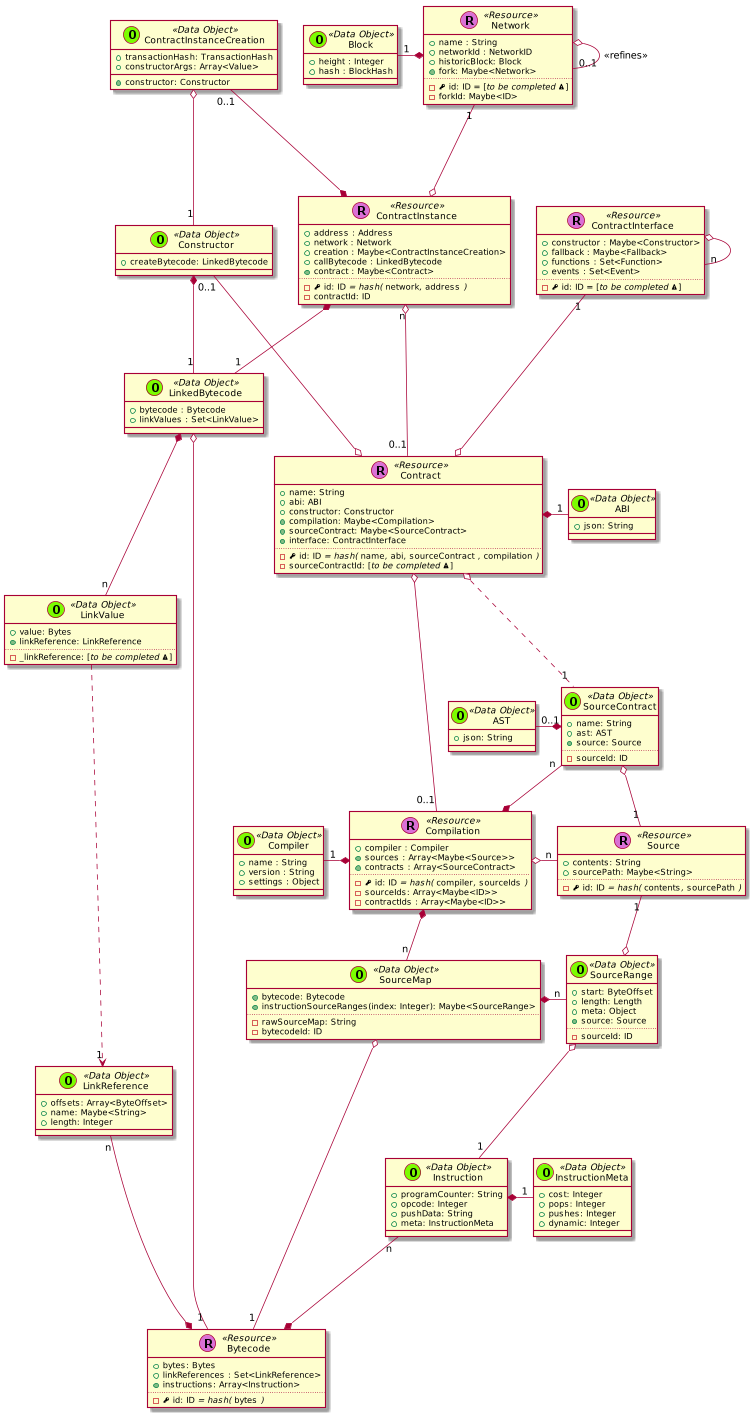 O «Data Object»
ContractInstanceCreation
transactionHash: TransactionHash
constructorArgs: Array<Value>
constructor: Constructor
O «Data Object»
Block
height : Integer
hash : BlockHash
1
R «Resource»
Network
name : String
networkId : NetworkID
historicBlock: Block
fork: Maybe<Network>
id: ID = [to be completed ▲]
forkId: Maybe<ID>
«refines»
0..1
0..1
1
1
R «Resource»
ContractInstance
address : Address
network : Network
creation : Maybe<ContractInstanceCreation>
callBytecode : LinkedBytecode
contract : Maybe<Contract>
id: ID = hash( network, address )
contractId: ID
R «Resource»
ContractInterface
constructor : Maybe<Constructor>
fallback : Maybe<Fallback>
functions : Set<Function>
events : Set<Event>
id: ID = [to be completed ▲]
n
O «Data Object»
Constructor
createBytecode: LinkedBytecode
0..1
n
1
1
1
O «Data Object»
LinkedBytecode
bytecode : Bytecode
linkValues : Set<LinkValue>
0..1
R «Resource»
Contract
name: String
abi: ABI
constructor: Constructor
compilation: Maybe<Compilation>
sourceContract: Maybe<SourceContract>
interface: ContractInterface
id: ID = hash( name, abi, sourceContract , compilation )
sourceContractId: [to be completed ▲]
1
O «Data Object»
ABI
json: String
n
O «Data Object»
LinkValue
value: Bytes
linkReference: LinkReference
_linkReference: [to be completed ▲]
1
O «Data Object»
AST
json: String
0..1
O «Data Object»
SourceContract
name: String
ast: AST
source: Source
sourceId: ID
n
0..1
1
O «Data Object»
Compiler
name : String
version : String
settings : Object
1
R «Resource»
Compilation
compiler : Compiler
sources : Array<Maybe<Source>>
contracts : Array<SourceContract>
id: ID = hash( compiler, sourceIds )
sourceIds: Array<Maybe<ID>>
contractIds : Array<Maybe<ID>>
n
R «Resource»
Source
contents: String
sourcePath: Maybe<String>
id: ID = hash( contents, sourcePath )
1
n
O «Data Object»
SourceMap
bytecode: Bytecode
instructionSourceRanges(index: Integer): Maybe<SourceRange>
rawSourceMap: String
bytecodeId: ID
n
O «Data Object»
SourceRange
start: ByteOffset
length: Length
meta: Object
source: Source
sourceId: ID
1
O «Data Object»
LinkReference
offsets: Array<ByteOffset>
name: Maybe<String>
length: Integer
n
1
O «Data Object»
Instruction
programCounter: String
opcode: Integer
pushData: String
meta: InstructionMeta
1
O «Data Object»
InstructionMeta
cost: Integer
pops: Integer
pushes: Integer
dynamic: Integer
n
1
1
R «Resource»
Bytecode
bytes: Bytes
linkReferences : Set<LinkReference>
instructions: Array<Instruction>
id: ID = hash( bytes )